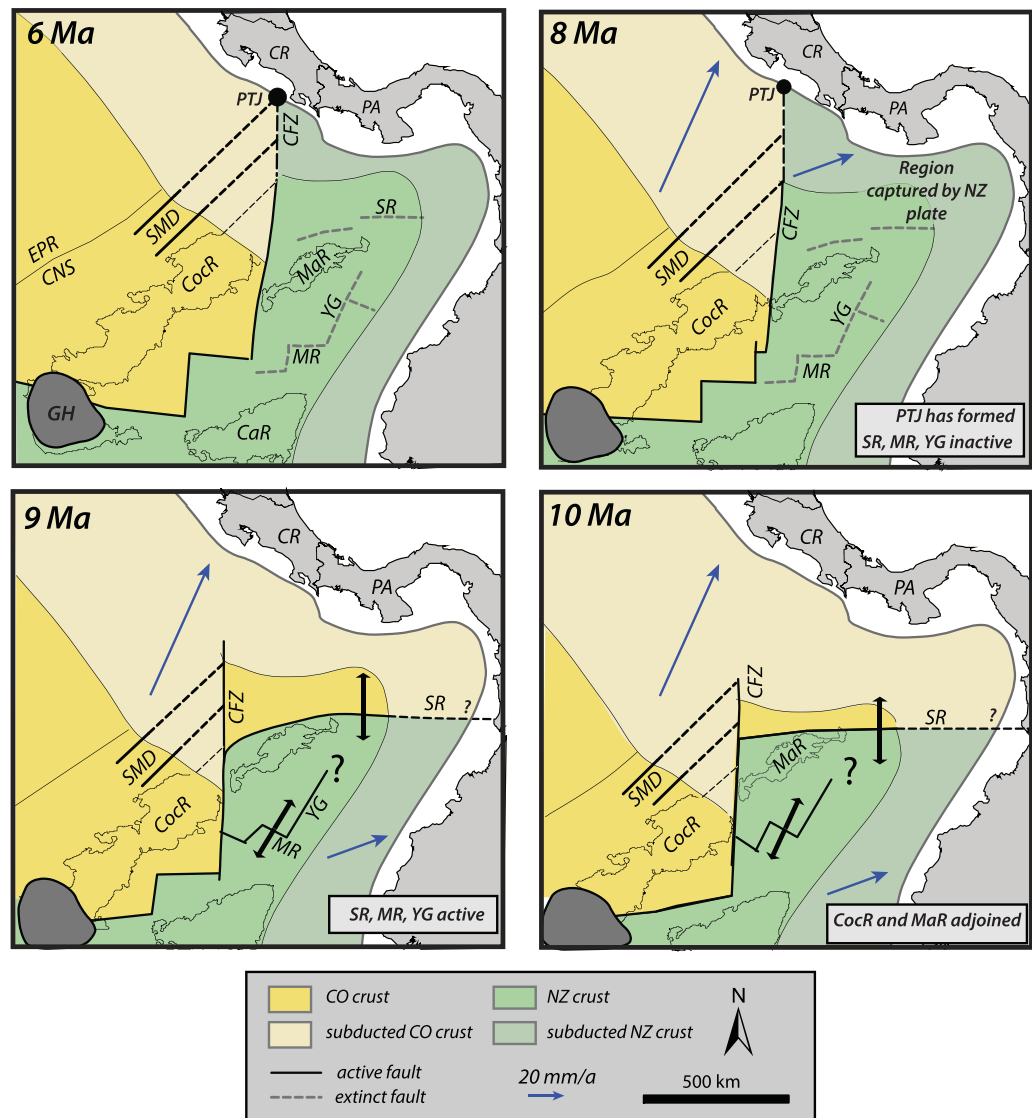 6 Ma
CR
PTJ
PA
CFZ
SR
EPR
SMD
CNS
CocR
MaR
YG
MR
GH
CaR
8 Ma
CR
PTJ
PA
Region
captured by NZ
plate
CFZ
SMD
CocR
YG
MR
PTJ has formed
SR, MR, YG inactive
9 Ma
CR
PA
CFZ
SR ?
SMD
?
CocR
YG
MR
SR, MR, YG active
10 Ma
CR
PA
CFZ
SR ?
MaR
SMD
?
CocR
CocR and MaR adjoined
CO crust
NZ crust
N
subducted CO crust
subducted NZ crust
active fault
20 mm/a
500 km
extinct fault